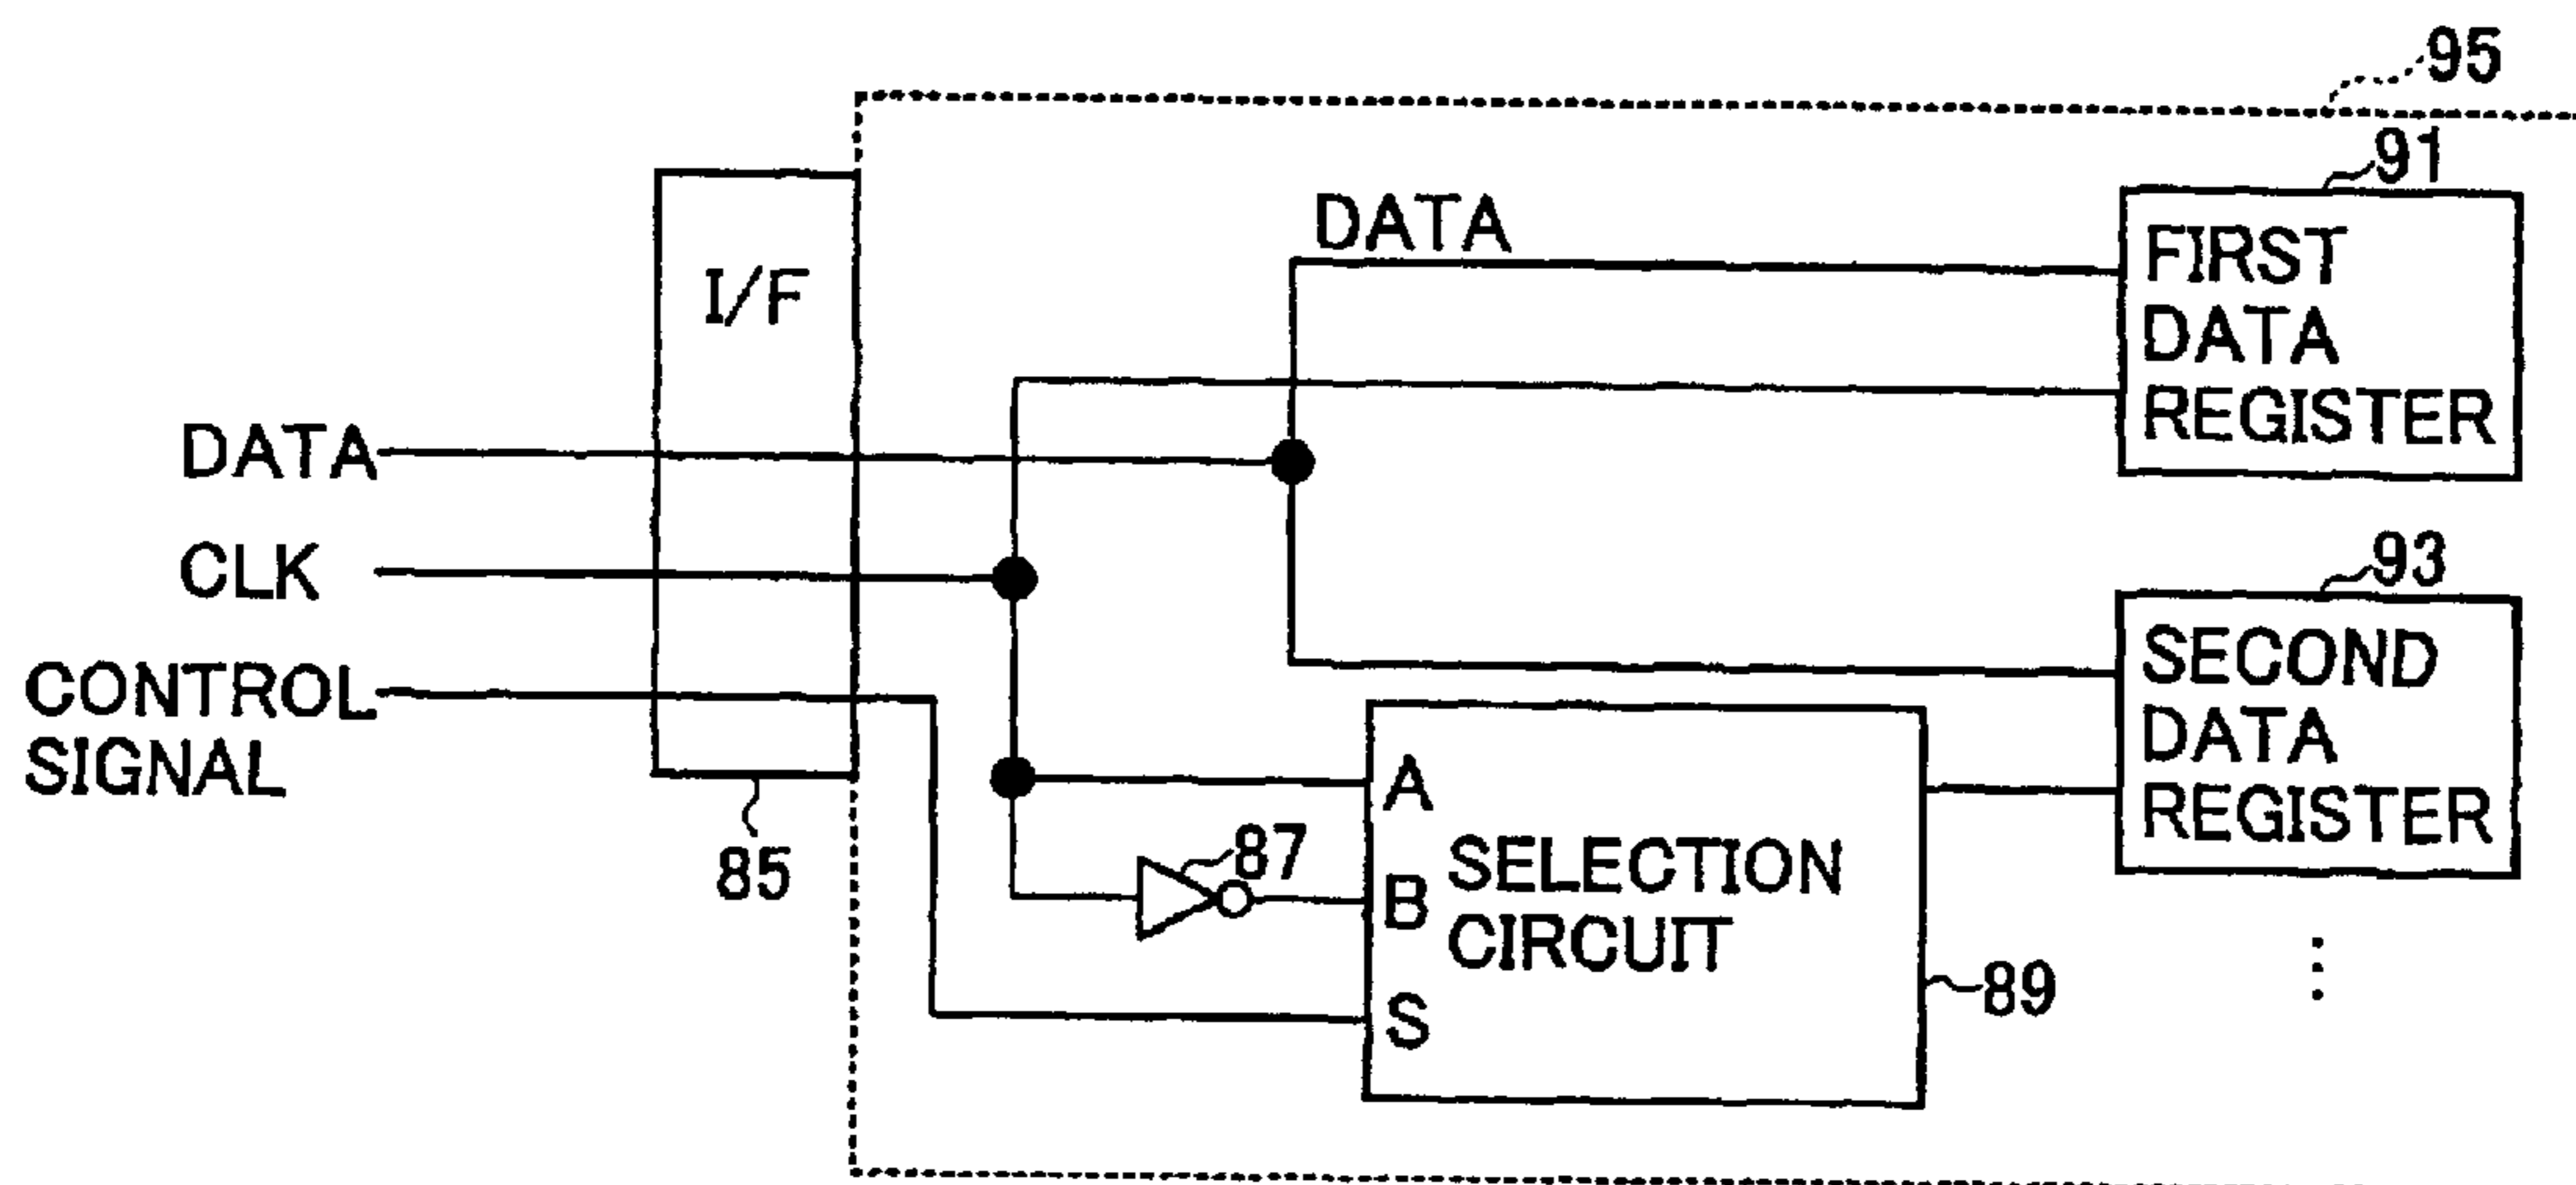 95
91
DATA
FIRST
DATA
REGISTER
I/F
DATA
CLK
CONTROL
SIGNAL
85
93
SECOND
DATA
REGISTER
A
B
S
87
SELECTION
CIRCUIT
89